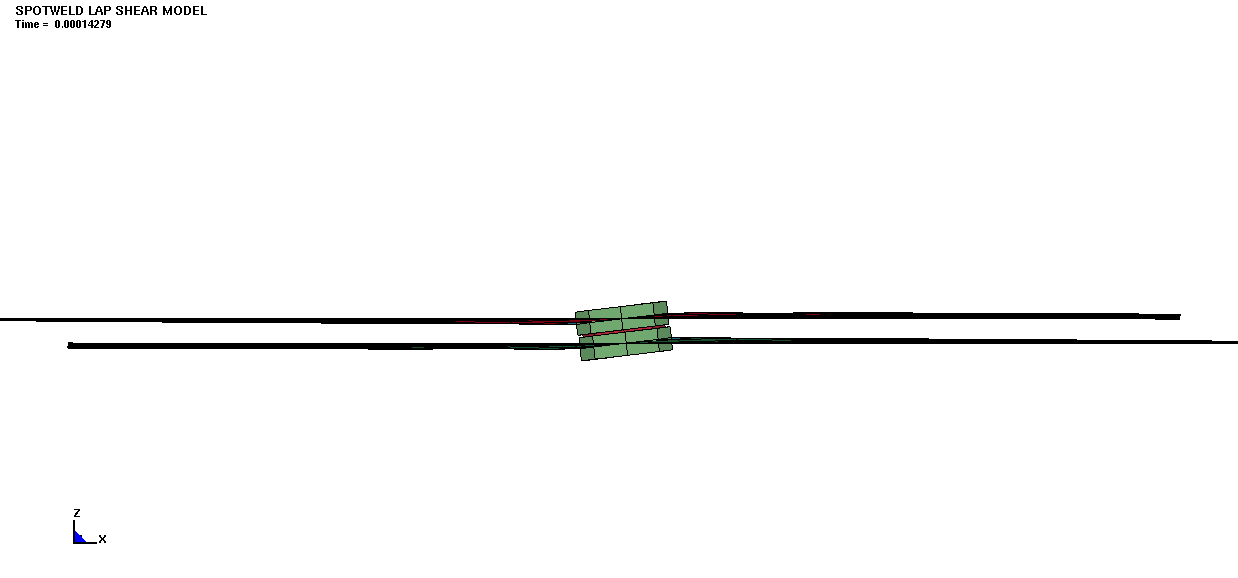 SPOTWELD LAP SHEAR MODEL
Time = 0.00014279
Z
X